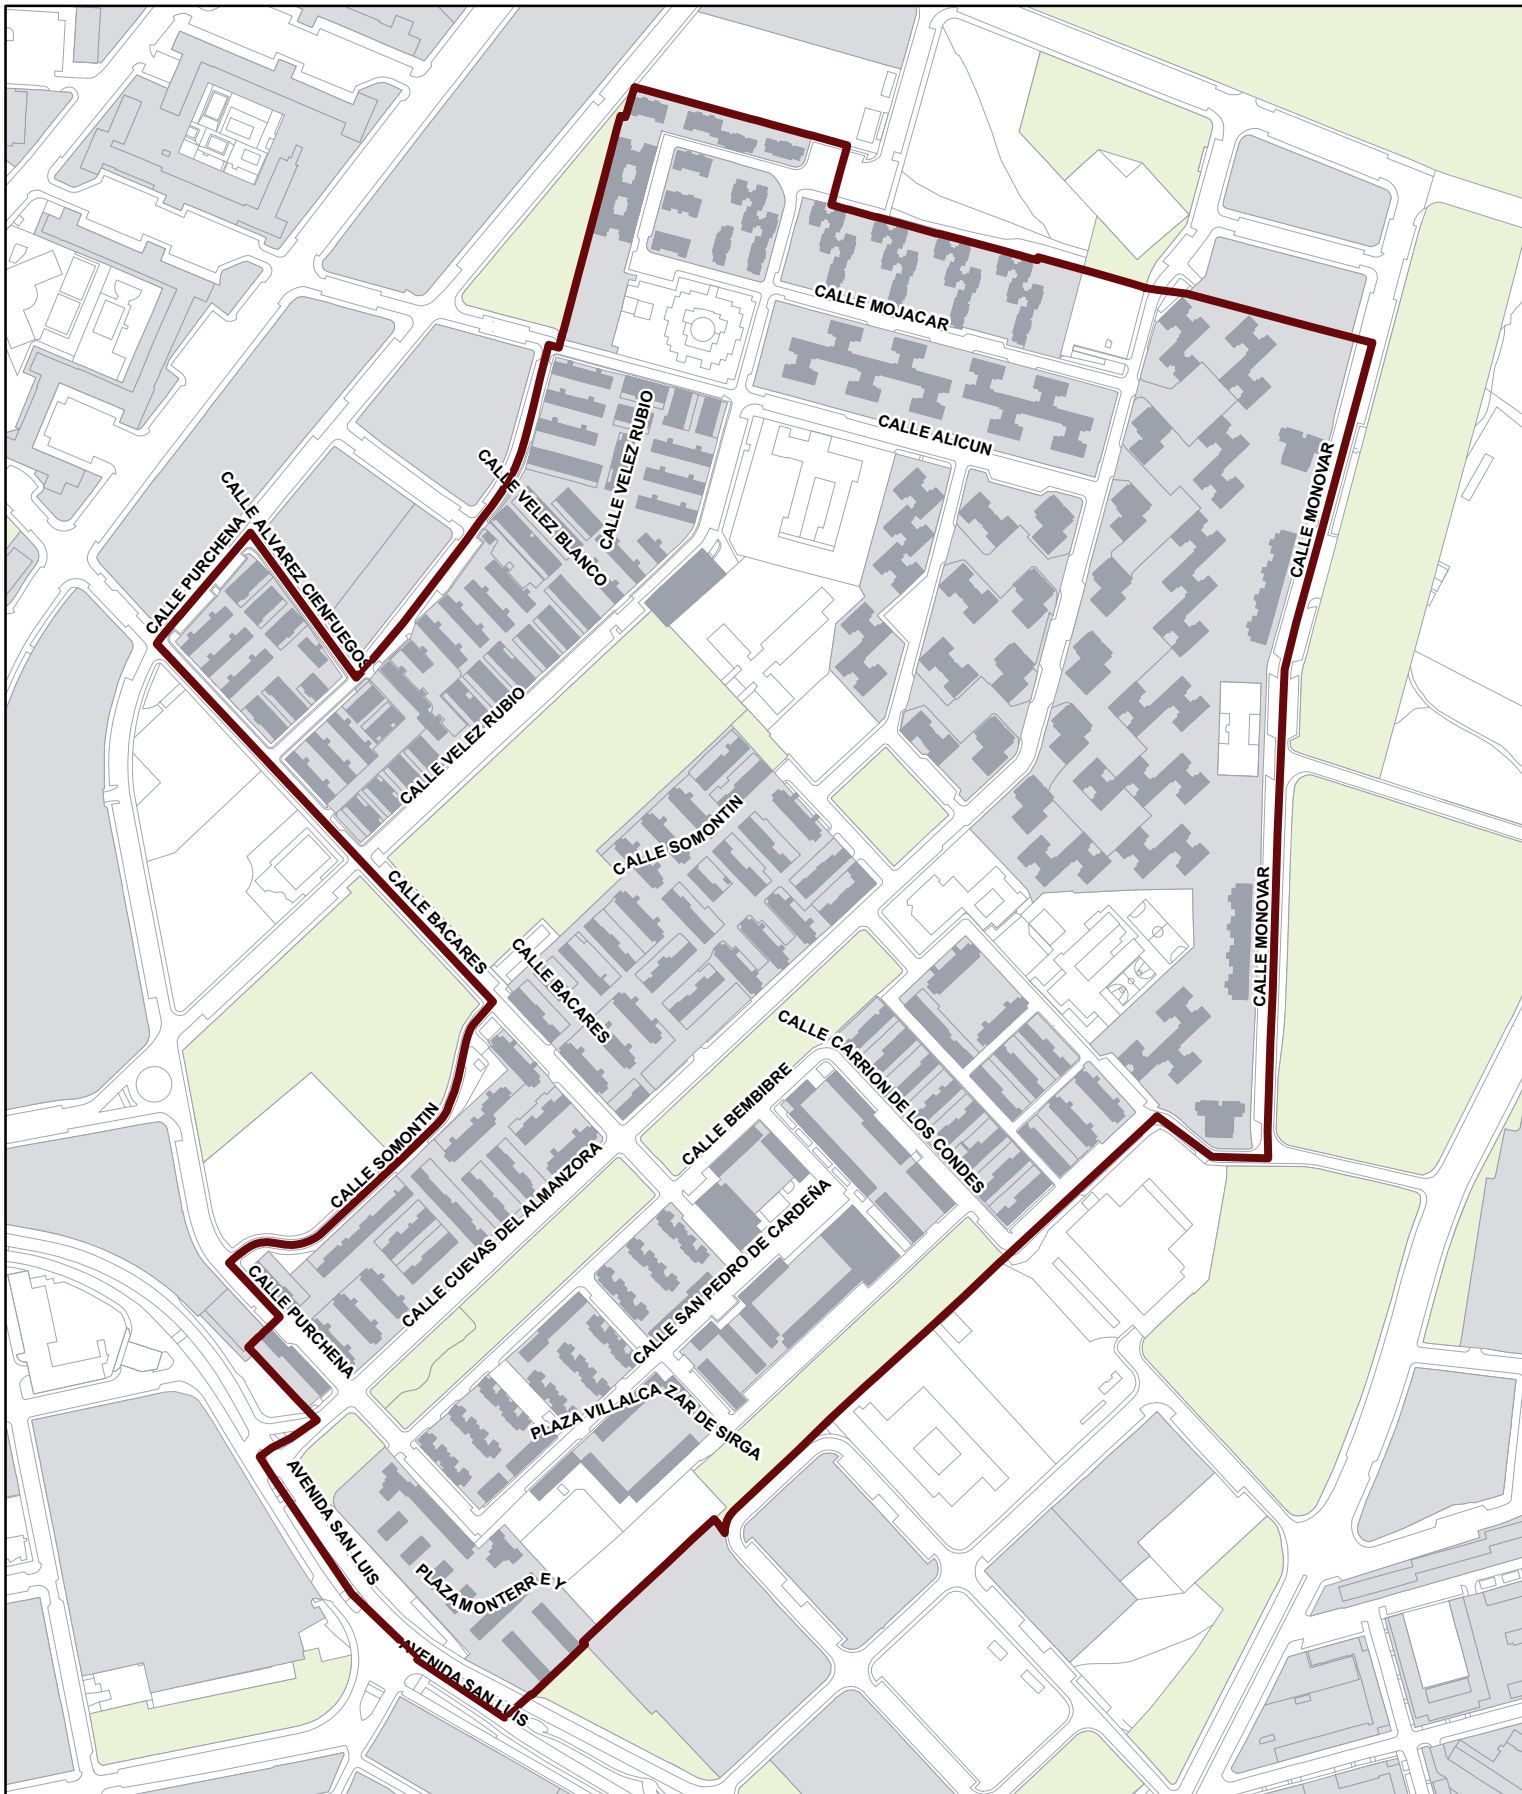 CALLE MOJACAR
CALLE ALICUN
CALLE VELEZ RUBIO
CALLE MONOVAR
CALLE VELEZ BLANCO
CALLE ALVAREZ CIENFUEGOS
CALLE PURCHENA
CALLE VELEZ RUBIO
CALLE SOMONTIN
CALLE BACARES
CALLE BACARES
CALLE MONOVAR
CALLE CARRION DE LOS CONDES
CALLE BEMBIBRE
CALLE SOMONTIN
CALLE CUEVAS DEL ALMANZORA
CALLE SAN PEDRO DE CARDEÑA
CALLE PURCHENA
PLAZA VILLALCAZAR DE SIRGA
AVENIDA SAN LUIS
PLAZA MONTERREY
AVENIDA SAN LUIS